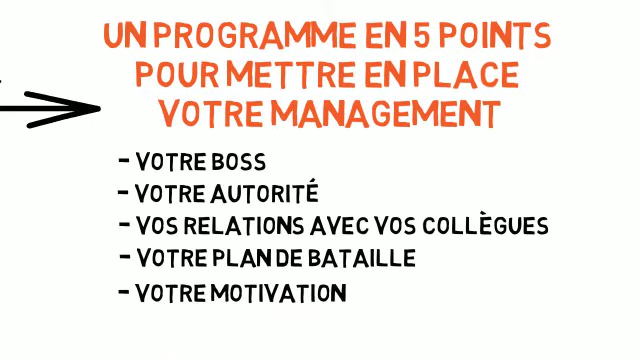 UN PROGRAMME EN 5 POINTS
POUR METTRE EN PLACE
VOTRE MANAGEMENT
- VOTRE BOSS
- VOTRE AUTORITÉ
- VOS RELATIONS AVEC VOS COLLÈGUES
- VOTRE PLAN DE BATAILLE
- VOTRE MOTIVATION